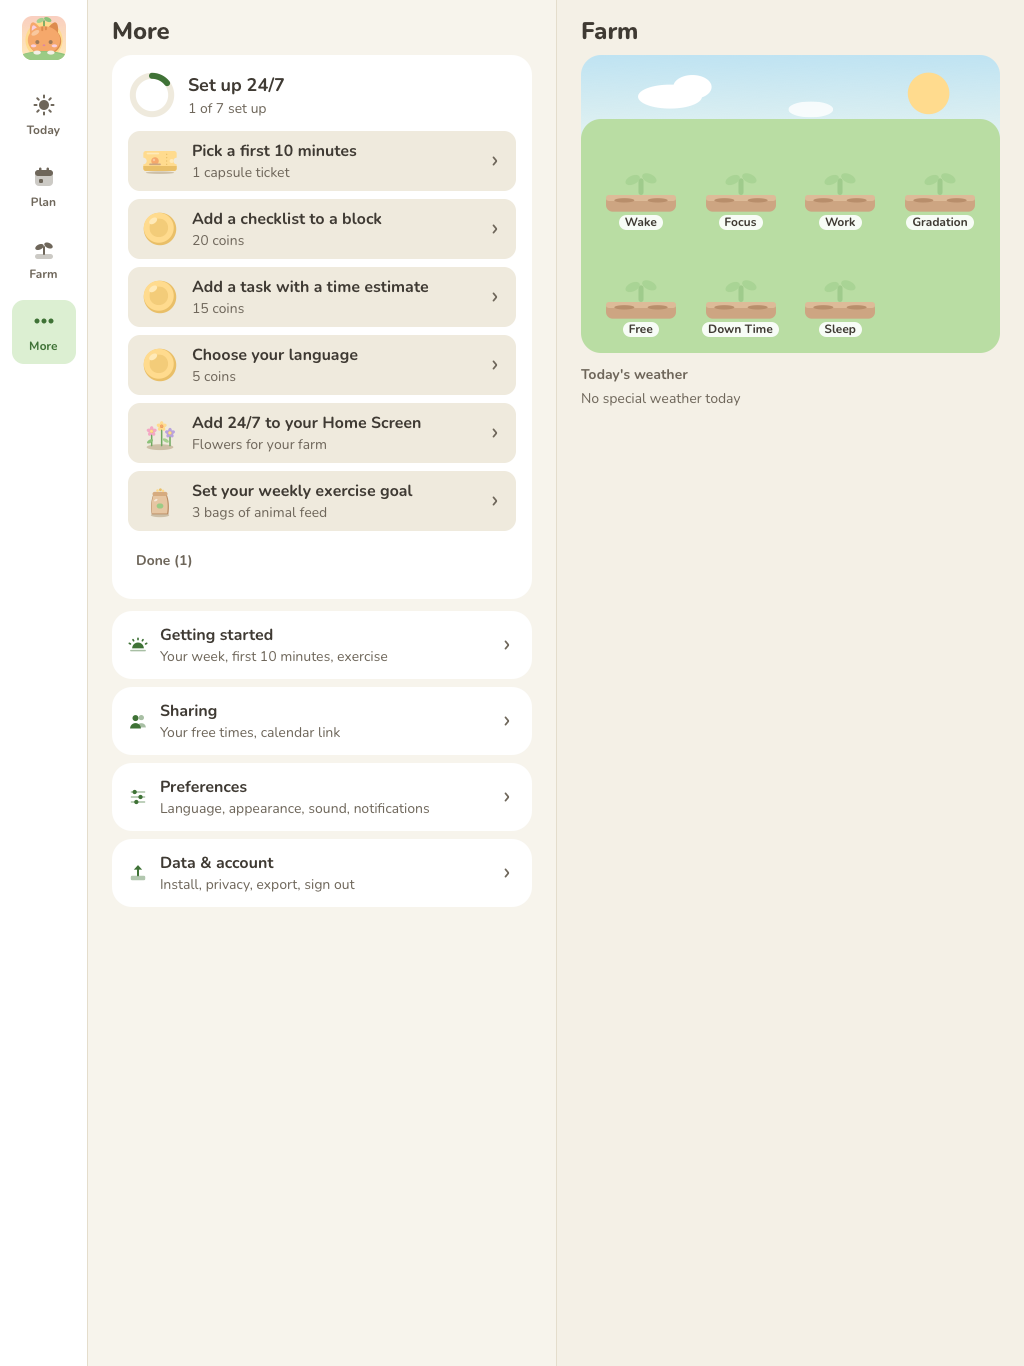 Today
Plan
Farm
More
More
Set up 24/7
1 of 7 set up
Pick a first 10 minutes
1 capsule ticket
Add a checklist to a block
20 coins
Add a task with a time estimate
15 coins
Choose your language
5 coins
Add 24/7 to your Home Screen
Flowers for your farm
Set your weekly exercise goal
3 bags of animal feed
Done (1)
Getting started
Your week, first 10 minutes, exercise
Sharing
Your free times, calendar link
Preferences
Language, appearance, sound, notifications
Data & account
Install, privacy, export, sign out
Farm
Wake
Focus
Work
Gradation
Free
Down Time
Sleep
Today's weather
No special weather today